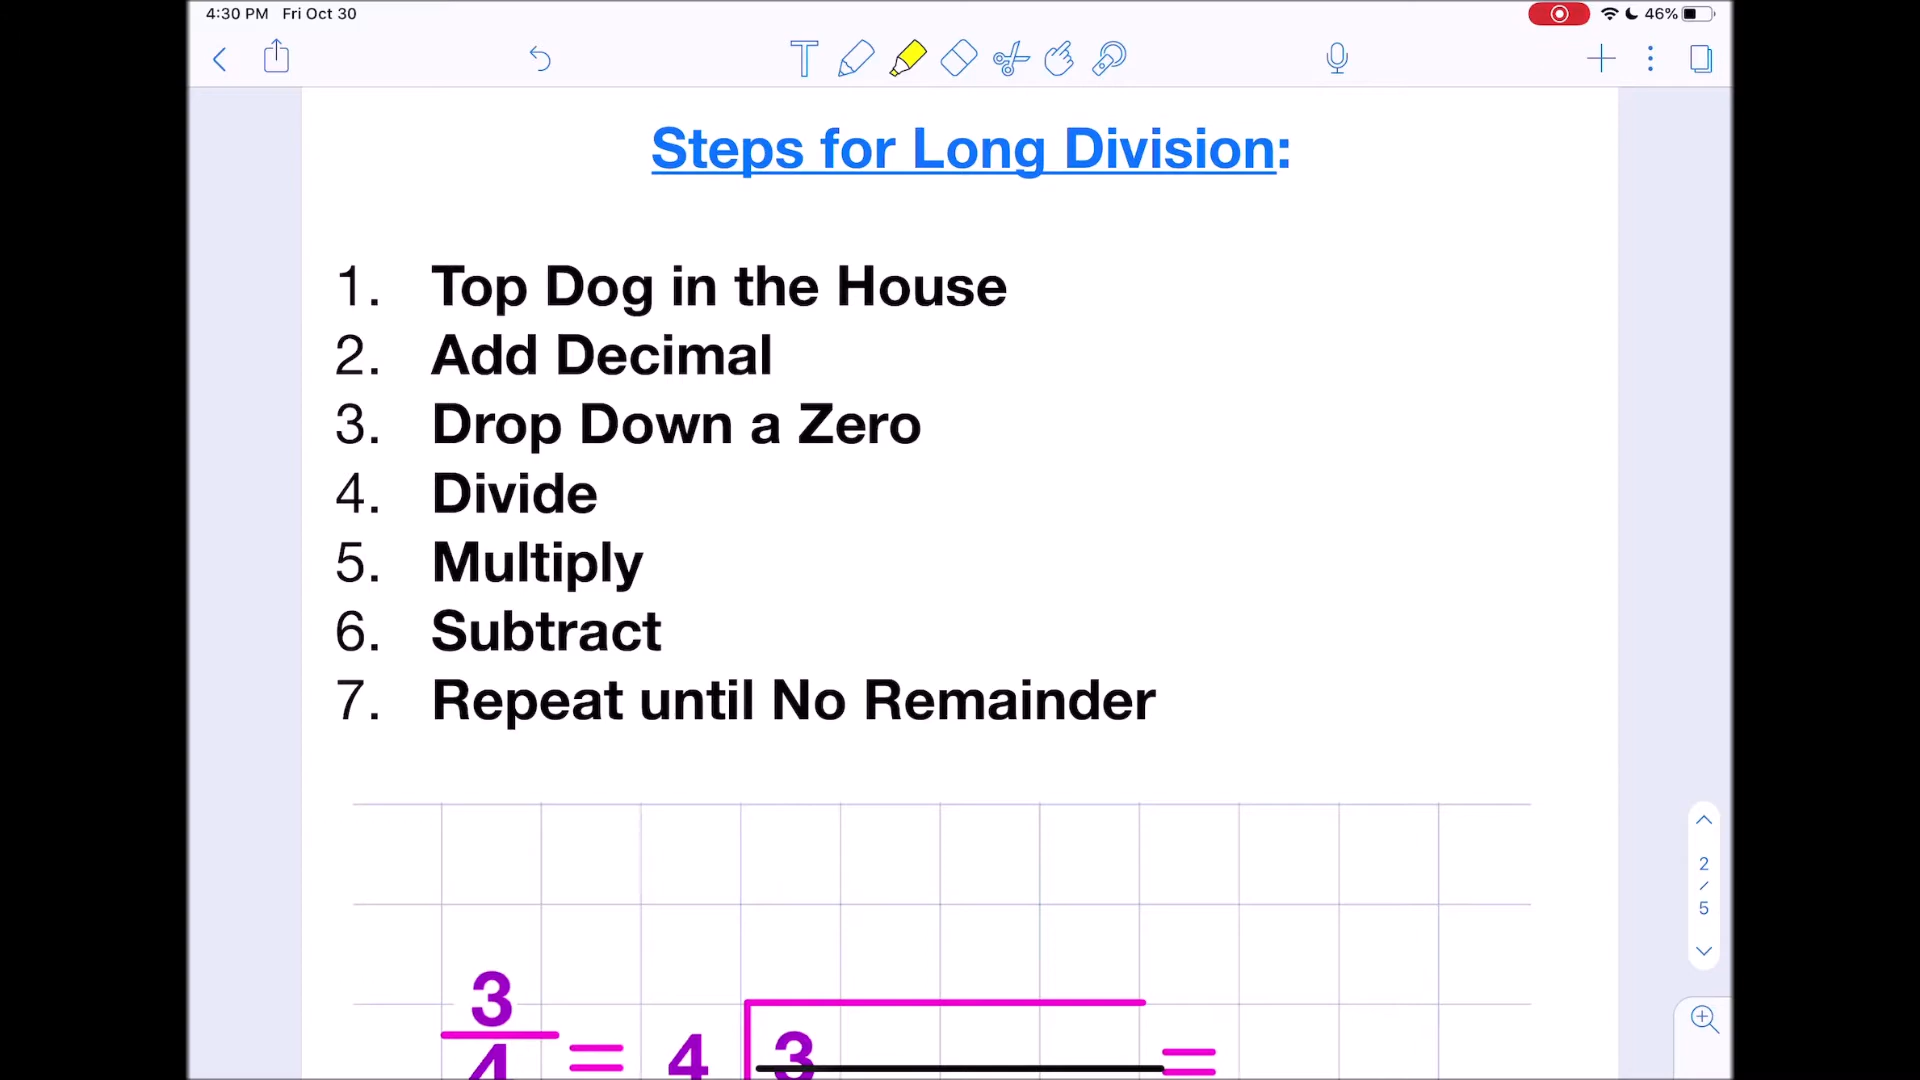 4:30 PM Fri Oct 30 46%
T
Steps for Long Division:
1. Top Dog in the House
2. Add Decimal
3. Drop Down a Zero
4. Divide
5. Multiply
6. Subtract
7. Repeat until No Remainder
2
/
5
3
4 = 4 3 =